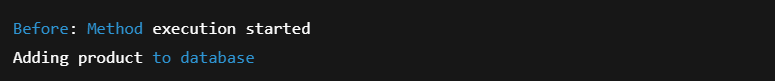 Before: Method execution started
Adding product to database